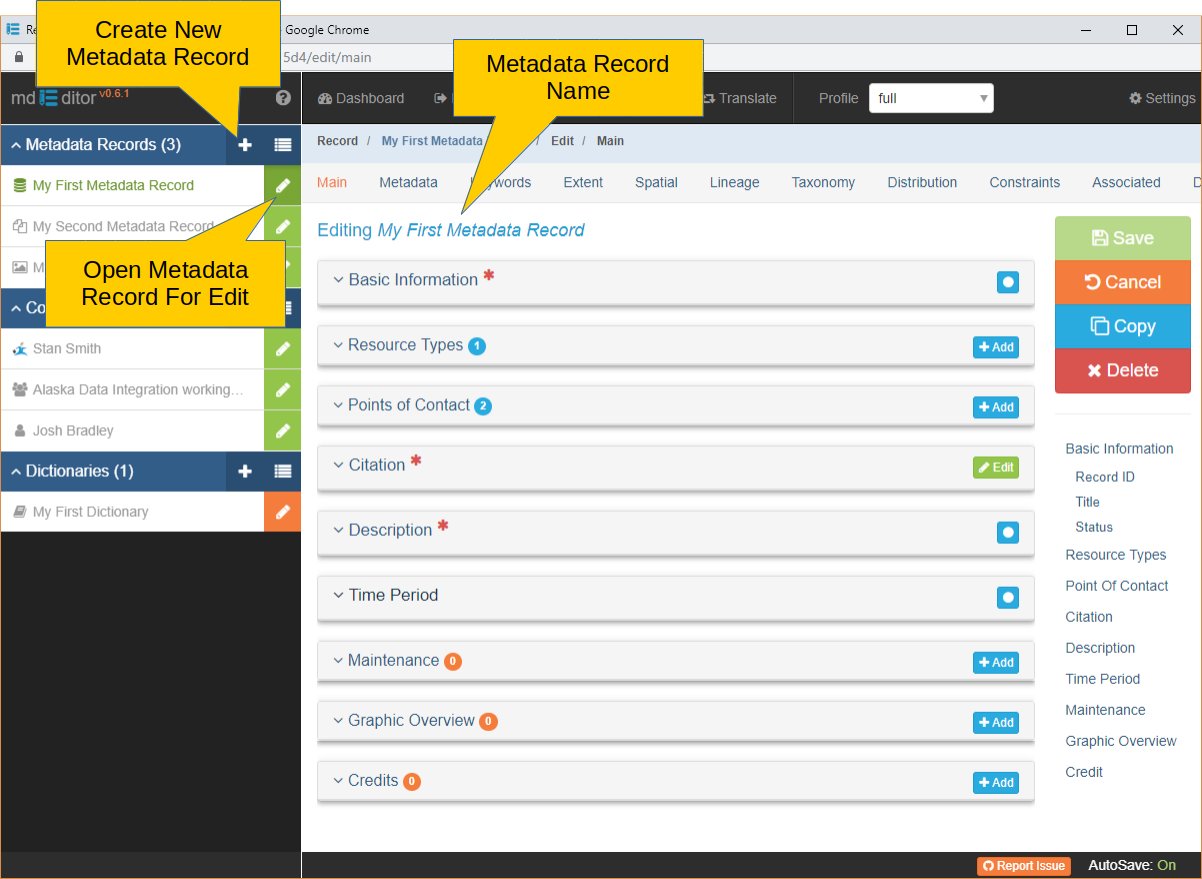 Create New
Metadata Record
Google Chrome
5d4/edit/main
Metadata Record
Name
md ditor v0.6.1
Dashboard
Translate
Profile
full
Settings
Metadata Records (3)
Record / My First Metadata / Edit / Main
My First Metadata Record
Main Metadata words Extent Spatial Lineage Taxonomy Distribution Constraints Associated D
My Second Metadata Record
Editing My First Metadata Record
M
Open Metadata
Record For Edit
Co
Stan Smith
Alaska Data Integration working...
Josh Bradley
Dictionaries (1)
My First Dictionary
Basic Information *
Resource Types 1
+ Add
Points of Contact 2
+ Add
Citation *
Edit
Description *
Time Period
Maintenance 0
+ Add
Graphic Overview 0
+ Add
Credits 0
+ Add
Save
Cancel
Copy
Delete
Basic Information
Record ID
Title
Status
Resource Types
Point Of Contact
Citation
Description
Time Period
Maintenance
Graphic Overview
Credit
Report Issue
AutoSave: On